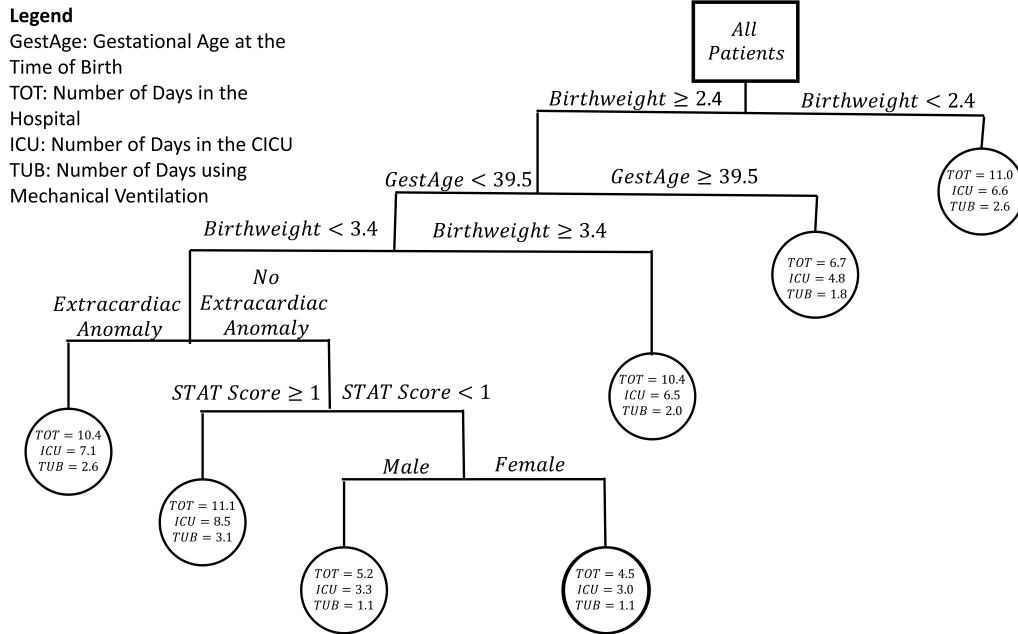 Legend
GestAge: Gestational Age at the
Time of Birth
TOT: Number of Days in the
Hospital
ICU: Number of Days in the CICU
TUB: Number of Days using
Mechanical Ventilation
All
Patients
Birthweight ≥ 2.4
Birthweight < 2.4
TOT = 11.0
ICU = 6.6
TUB = 2.6
GestAge < 39.5
GestAge ≥ 39.5
TOT = 6.7
ICU = 4.8
TUB = 1.8
Birthweight < 3.4
Birthweight ≥ 3.4
TOT = 10.4
ICU = 6.5
TUB = 2.0
Extracardiac
Anomaly
No
Extracardiac
Anomaly
TOT = 10.4
ICU = 7.1
TUB = 2.6
STAT Score ≥ 1
STAT Score < 1
TOT = 11.1
ICU = 8.5
TUB = 3.1
Male
Female
TOT = 5.2
ICU = 3.3
TUB = 1.1
TOT = 4.5
ICU = 3.0
TUB = 1.1